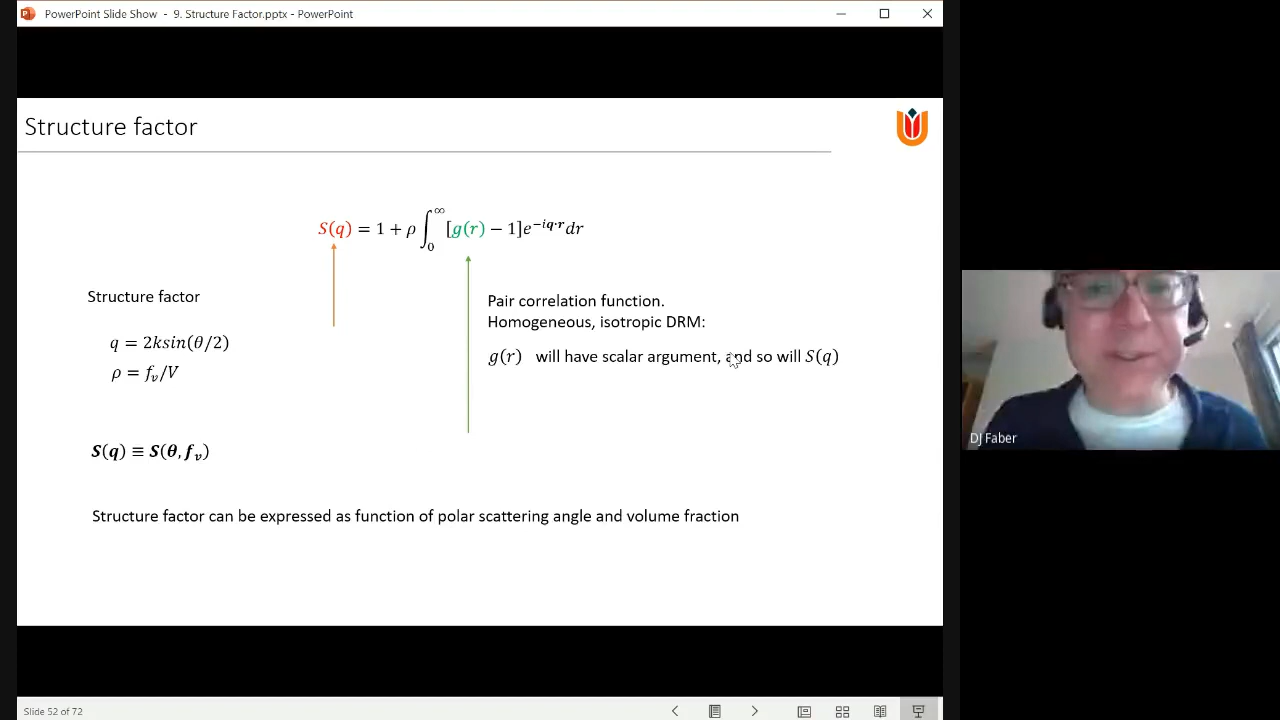 PowerPoint Slide Show - 9. Structure Factor.pptx - PowerPoint
Structure factor
S(q) = 1 + ρ ∫₀^∞ [g(r) − 1]e^{−iq·r}dr
Structure factor
q = 2ksin(θ/2)
ρ = fᵥ/V
Pair correlation function.
Homogeneous, isotropic DRM:
g(r) will have scalar argument, and so will S(q)
S(q) ≡ S(θ, fᵥ)
Structure factor can be expressed as function of polar scattering angle and volume fraction
DJ Faber
Slide 52 of 72